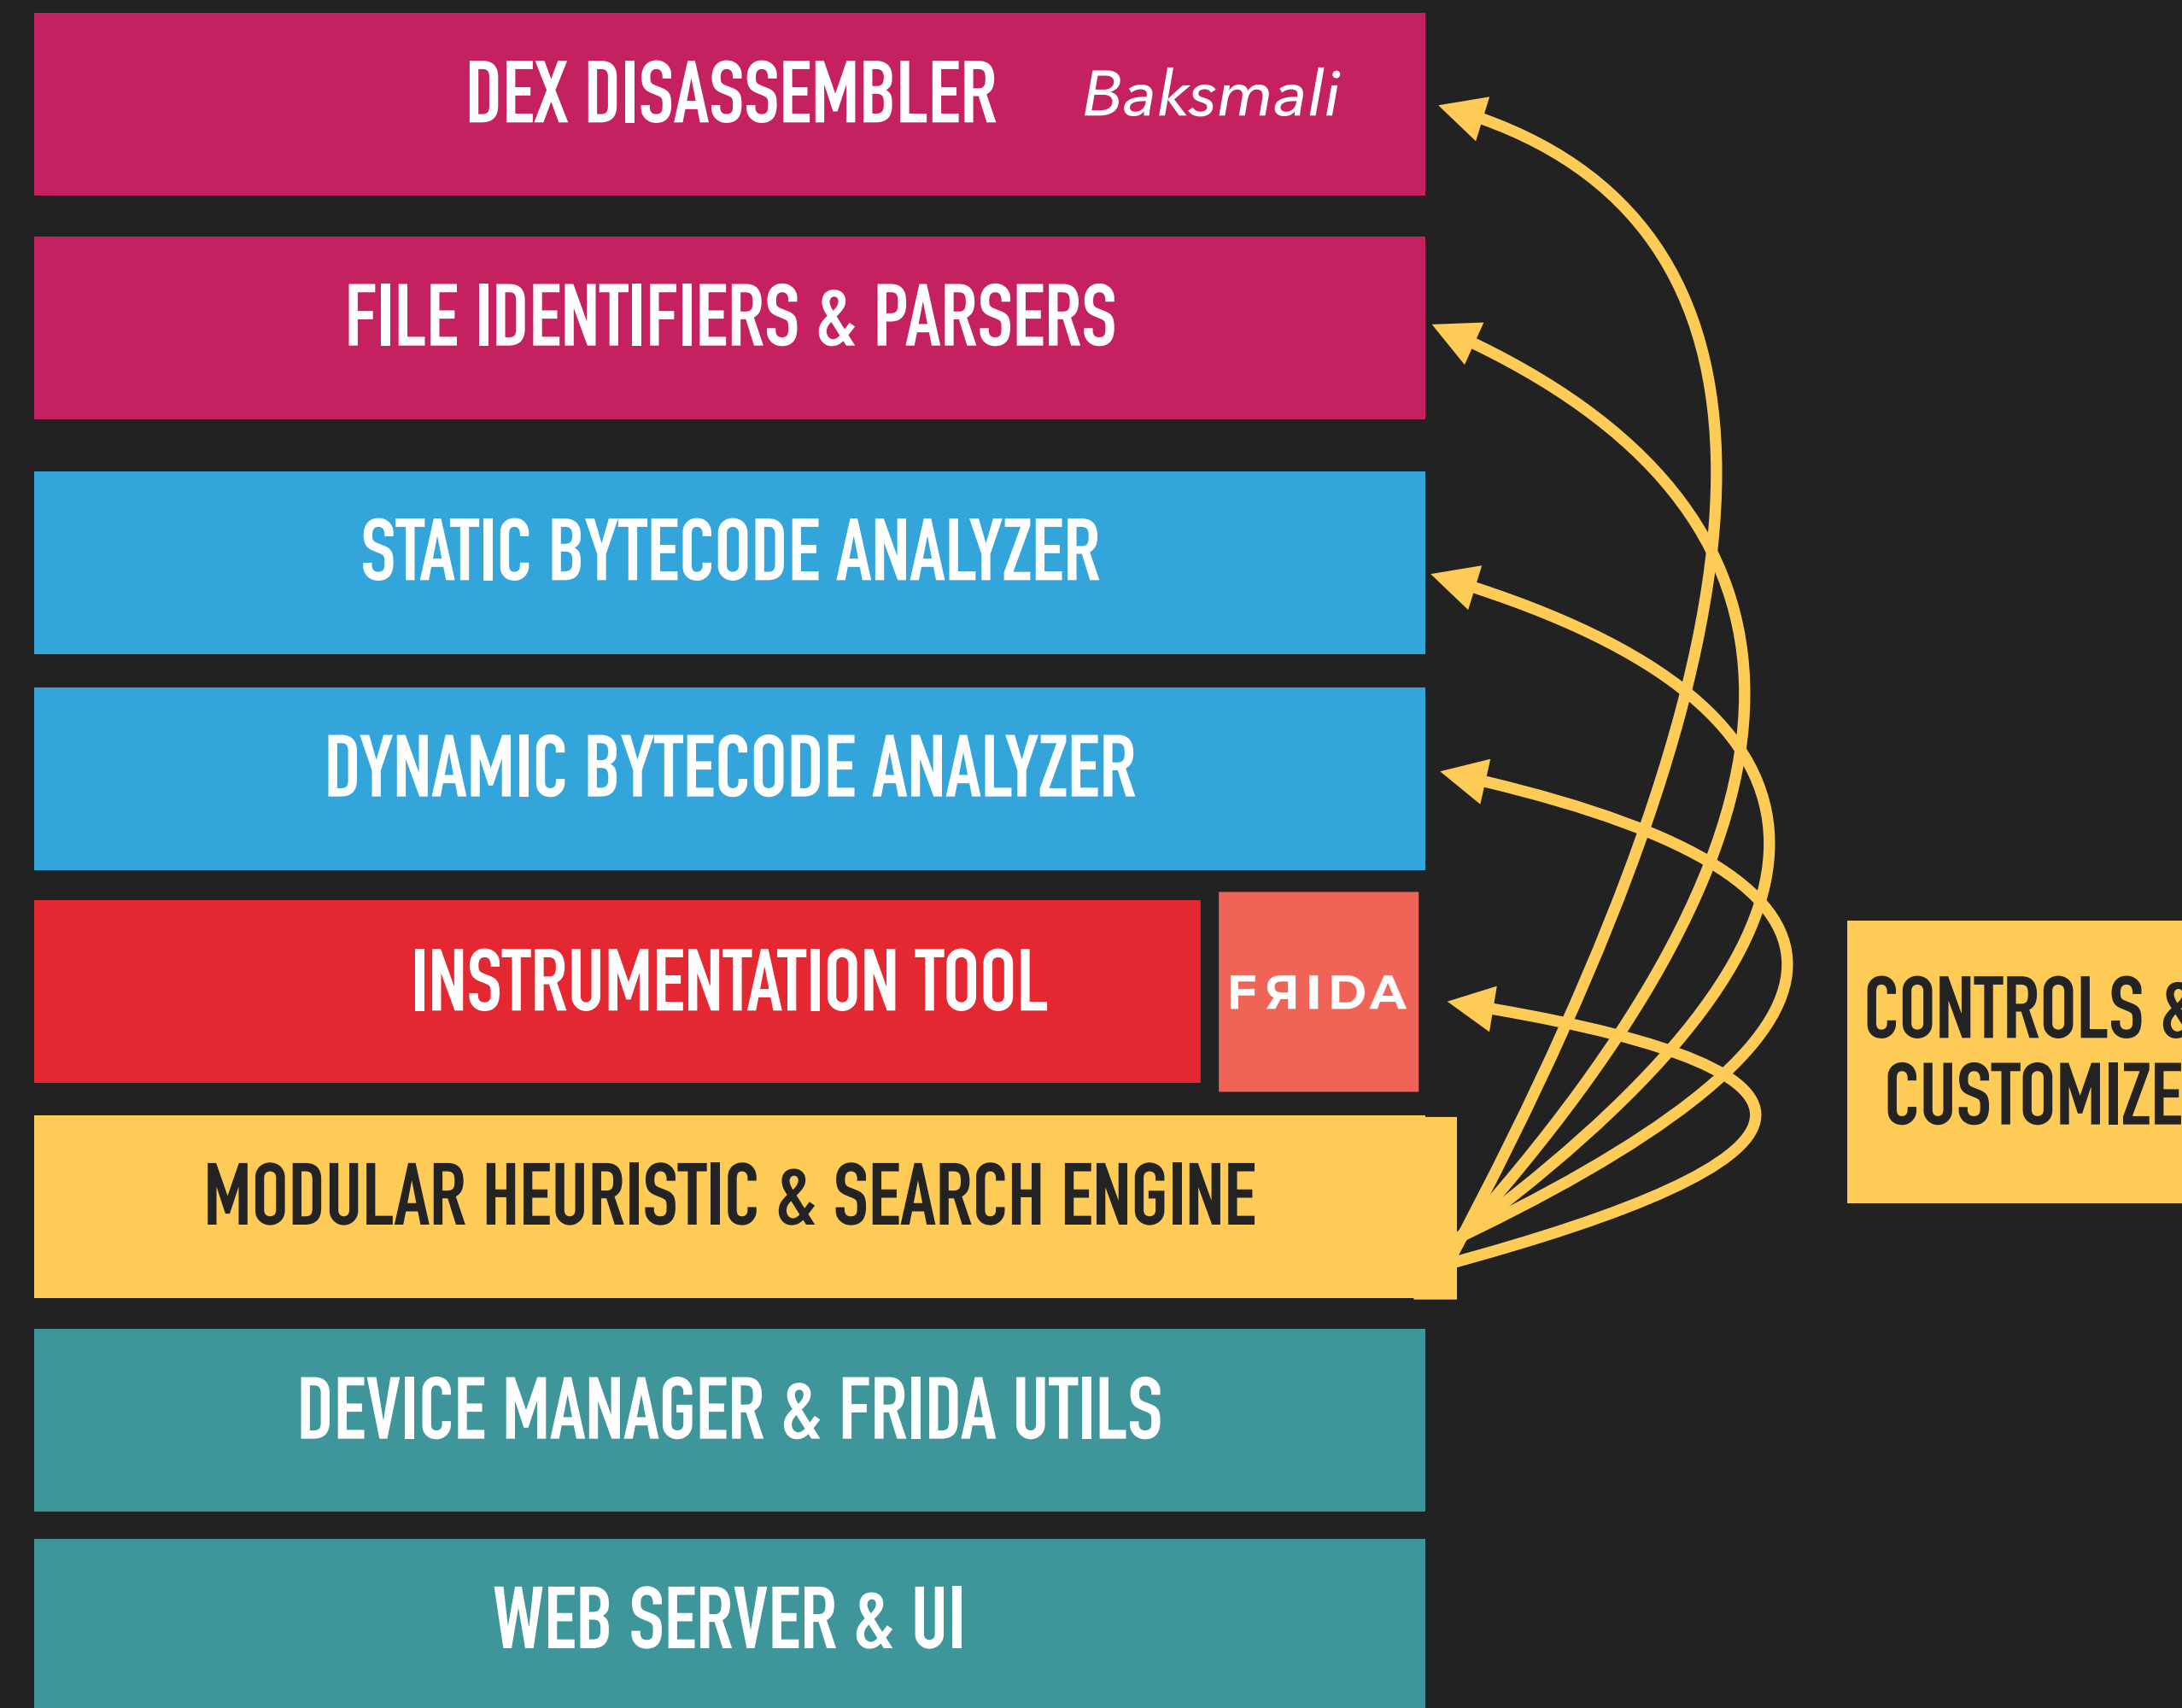 DEX DISASSEMBLER Baksmali
FILE IDENTIFIERS & PARSERS
STATIC BYTECODE ANALYZER
DYNAMIC BYTECODE ANALYZER
INSTRUMENTATION TOOL
FRIDA
CONTROLS &
CUSTOMIZE
MODULAR HEURISTIC & SEARCH ENGINE
DEVICE MANAGER & FRIDA UTILS
WEB SERVER & UI